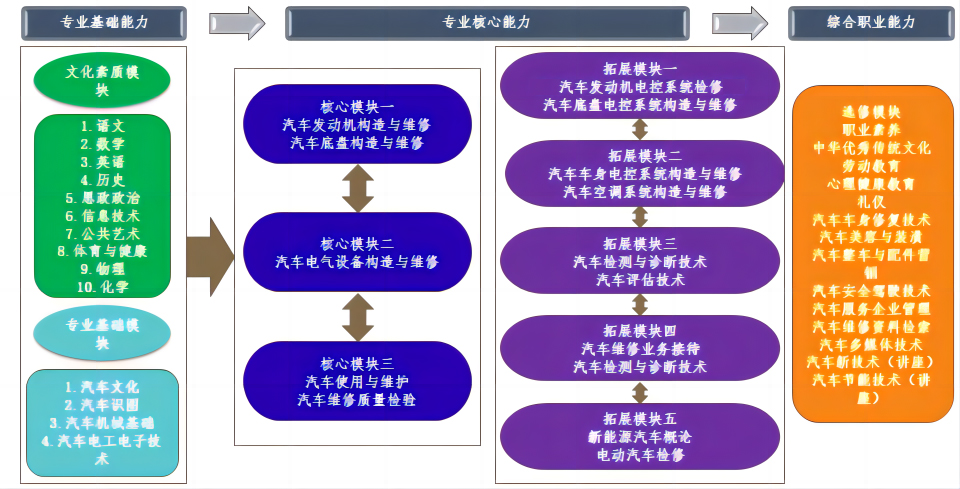 专业基础能力
专业核心能力
综合职业能力
文化素质模
块
1. 语文
2. 数学
3. 英语
4. 历史
5. 思政政治
6. 信息技术
7. 公共艺术
8. 体育与健康
9. 物理
10. 化学
专业基础模
块
1. 汽车文化
2. 汽车识图
3. 汽车机械基础
4. 汽车电工电子技
术
核心模块一
汽车发动机构造与维修
汽车底盘构造与维修
核心模块二
汽车电气设备构造与维修
核心模块三
汽车使用与维护
汽车维修质量检验
拓展模块一
汽车发动机电控系统检修
汽车底盘电控系统构造与维修
拓展模块二
汽车车身电控系统构造与维修
汽车空调系统构造与维修
拓展模块三
汽车检测与诊断技术
汽车评估技术
拓展模块四
汽车维修业务接待
汽车检测与诊断技术
拓展模块五
新能源汽车概论
电动汽车检修
选修模块
职业素养
中华优秀传统文化
劳动教育
心理健康教育
礼仪
汽车车身修复技术
汽车美容与装潢
汽车整车与配件营
销
汽车安全驾驶技术
汽车服务企业管理
汽车维修资料检索
汽车多媒体技术
汽车新技术（讲座）
汽车节能技术（讲
座）